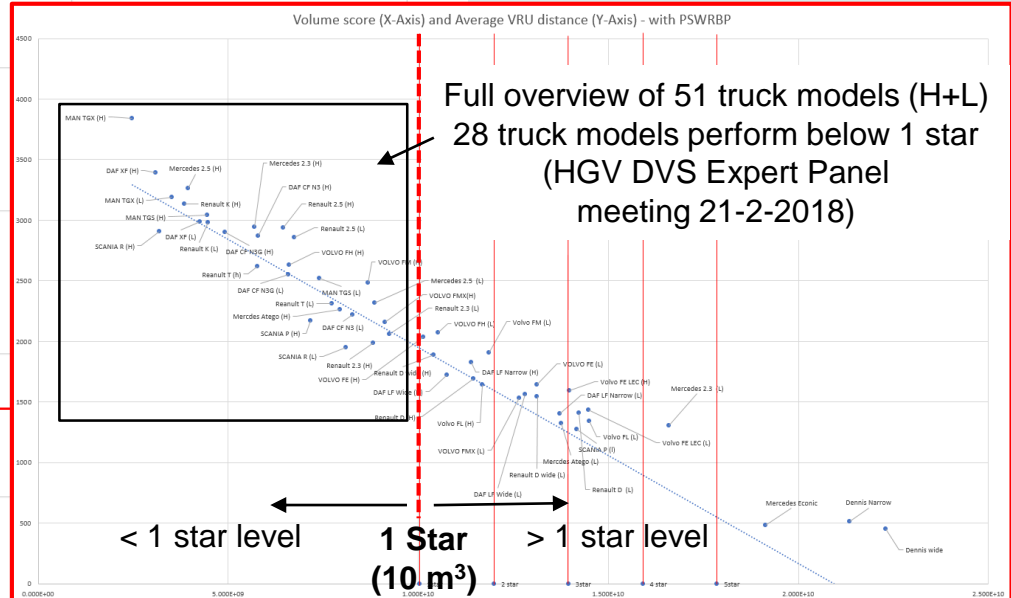 Volume score (X-Axis) and Average VRU distance (Y-Axis) - with PSWRBP
4500
4000
3500
3000
2500
2000
1500
1000
500
0
Full overview of 51 truck models (H+L)
28 truck models perform below 1 star
(HGV DVS Expert Panel
meeting 21-2-2018)
MAN TGX (H)
DAF XF (H)
Mercedes 2.5 (H)
Mercedes 2.3 (H)
MAN TGX (L)
Renault K (H)
DAF CF N3 (H)
MAN TGS (H)
Renault 2.5 (H)
SCANIA R (H)
DAF XF (L)
Renault K (L)
DAF CF N3G (H)
Renault 2.5 (L)
VOLVO FH (H)
Reanult T (h)
VOLVO FM (H)
DAF CF N3G (L)
MAN TGS (L)
Mercedes 2.5 (L)
Reanult T (L)
VOLVO FMX(H)
Mercdes Atego (H)
Renault 2.3 (L)
SCANIA P (H)
DAF CF N3 (L)
VOLVO FH (L)
Volvo FM (L)
SCANIA R (L)
Renault 2.3 (H)
VOLVO FE (H)
Renault D wide (H)
DAF LF Narrow (H)
VOLVO FE (L)
DAF LF Wide
Volvo FE LEC (H)
Renault D (H)
DAF LF Narrow (L)
Mercedes 2.3 (L)
Volvo FL (H)
Volvo FL (L)
VOLVO FMX (L)
Volvo FE LEC (L)
SCANIA P (l)
Mercdes Atego (L)
Renault D wide (L)
Renault D (L)
DAF LF Wide (L)
Mercedes Econic
Dennis Narrow
Dennis wide
< 1 star level
1 Star
(10 m³)
> 1 star level
2 star
3star
4 star
5star
0.000E+00
5.000E+09
1.000E+10
1.500E+10
2.000E+10
2.500E+10